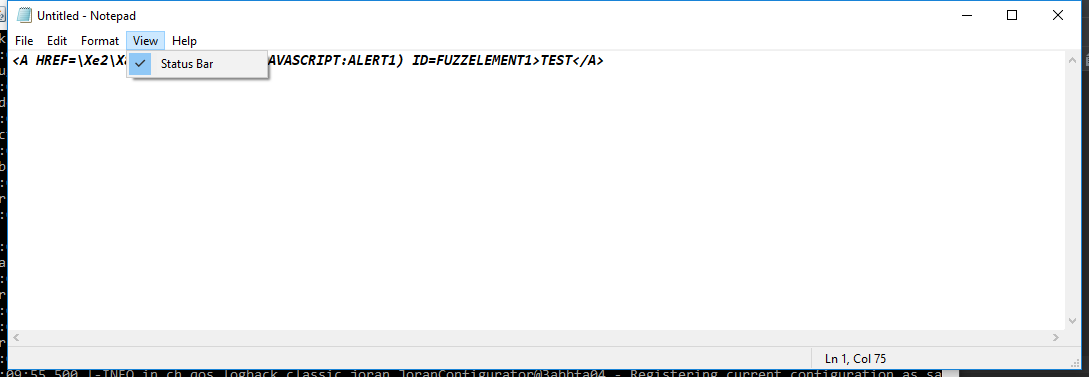 Untitled - Notepad
File Edit Format View Help
<A HREF=\Xe2\X AVASCRIPT:ALERT1) ID=FUZZELEMENT1>TEST</A>
Status Bar
Ln 1, Col 75
:09:55,500 |-INFO in ch.qos.logback.classic.joran.JoranConfigurator@3abbfa04 - Registering current configuration as sa